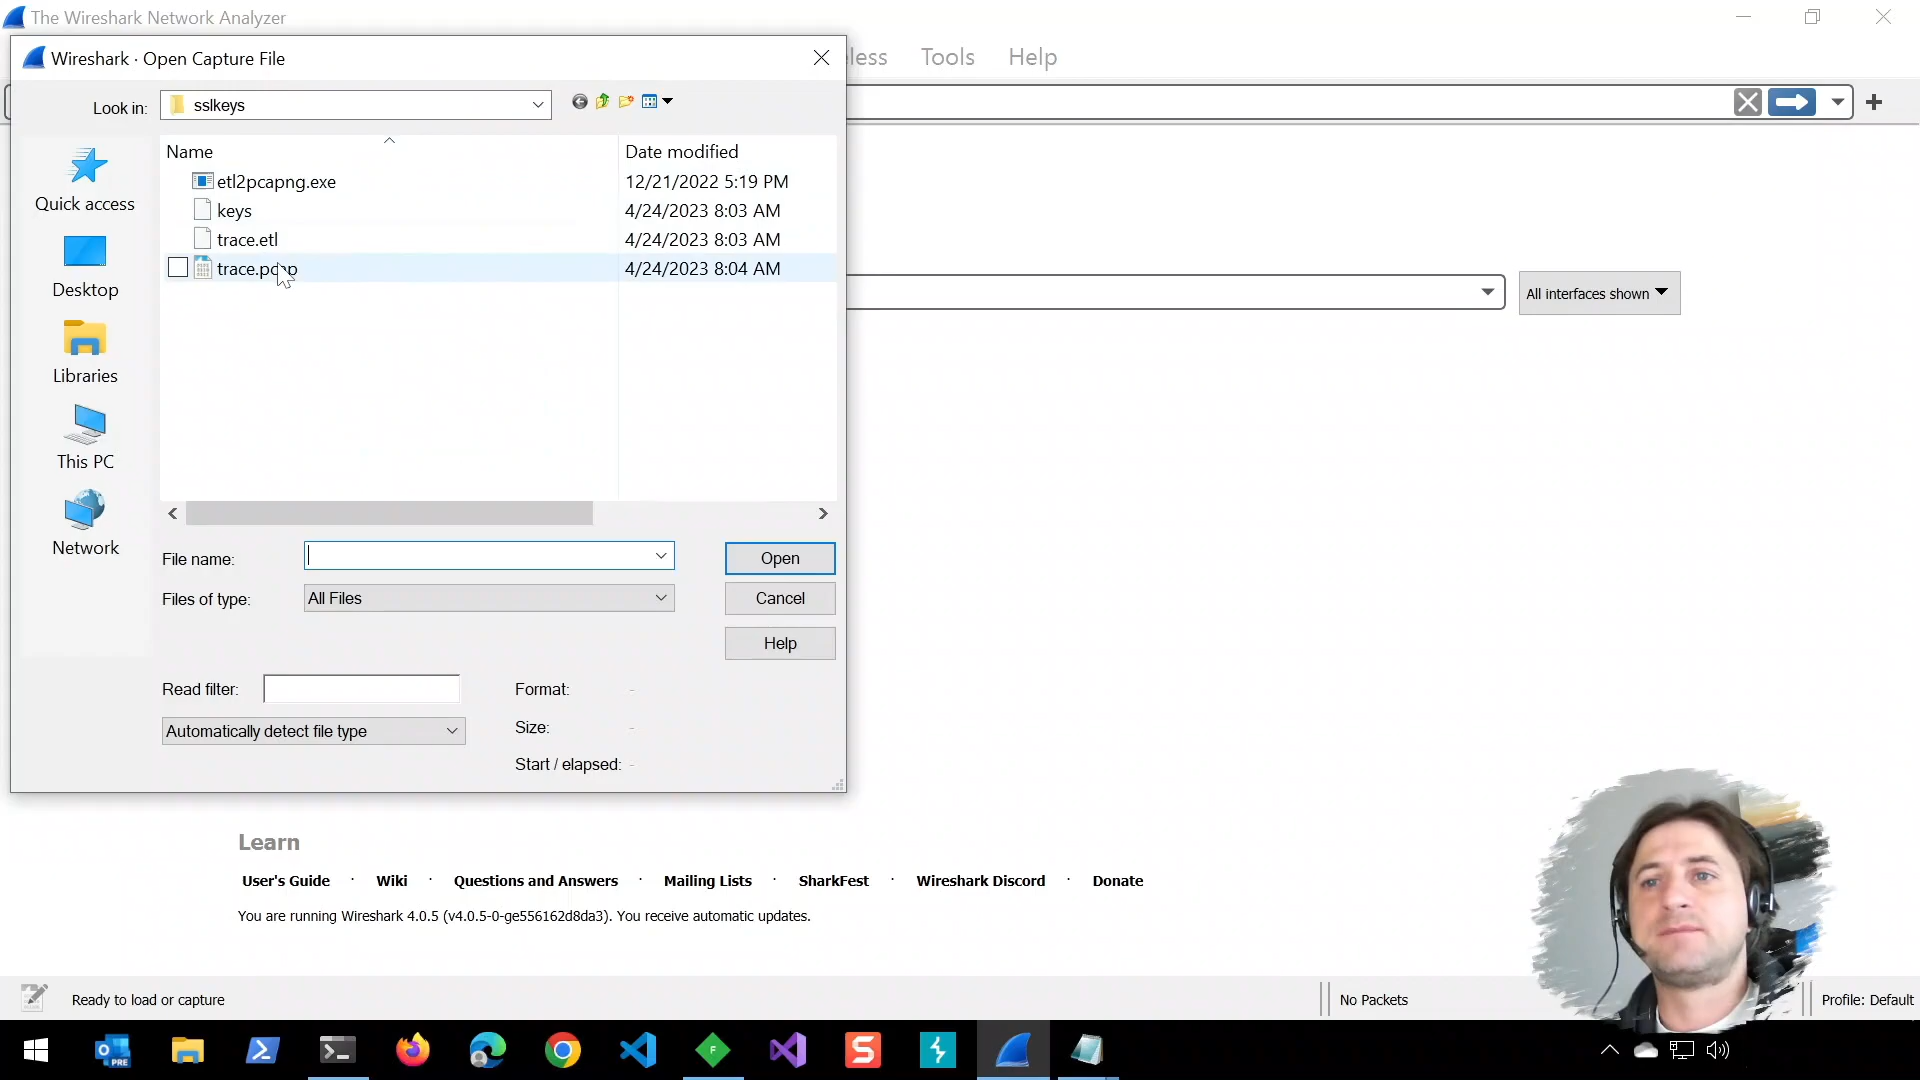 The Wireshark Network Analyzer
Wireshark · Open Capture File
less Tools Help
Look in: sslkeys
Name Date modified
etl2pcapng.exe 12/21/2022 5:19 PM
keys 4/24/2023 8:03 AM
trace.etl 4/24/2023 8:03 AM
trace.pcap 4/24/2023 8:04 AM
Quick access
Desktop
Libraries
This PC
Network
All interfaces shown
File name: Open
Files of type: All Files Cancel
Help
Read filter: Format: -
Automatically detect file type Size: -
Start / elapsed: -
Learn
User's Guide · Wiki · Questions and Answers · Mailing Lists · SharkFest · Wireshark Discord · Donate
You are running Wireshark 4.0.5 (v4.0.5-0-ge556162d8da3). You receive automatic updates.
Ready to load or capture No Packets Profile: Default
PRE
F
S